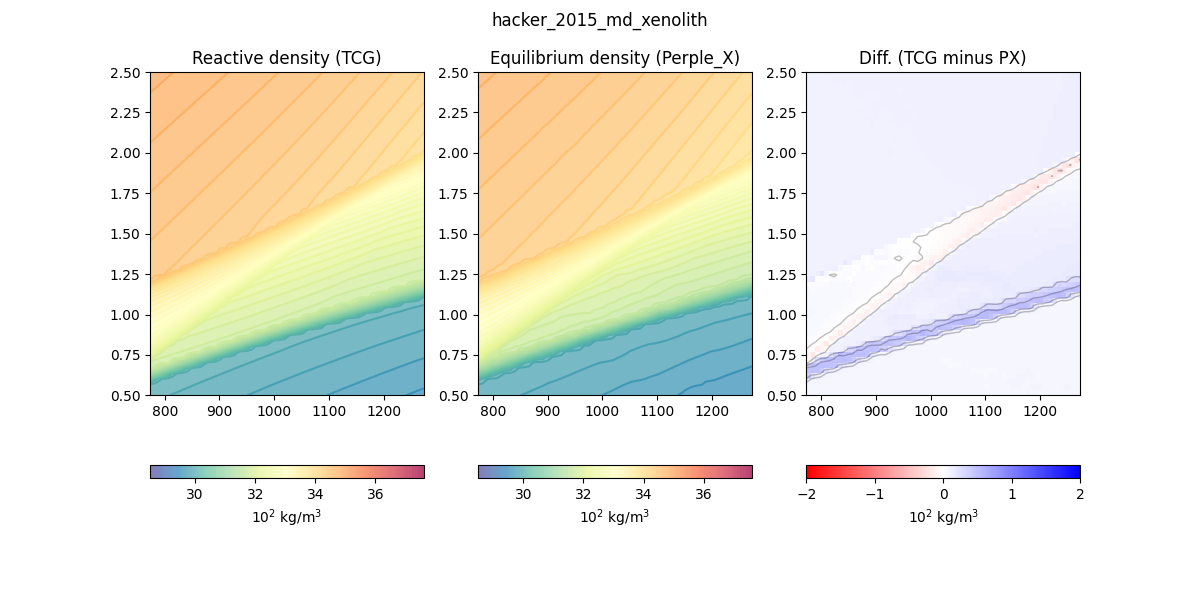 hacker_2015_md_xenolith
Reactive density (TCG)
Equilibrium density (Perple_X)
Diff. (TCG minus PX)
2.50
2.25
2.00
1.75
1.50
1.25
1.00
0.75
0.50
800 900 1000 1100 1200
2.50
2.25
2.00
1.75
1.50
1.25
1.00
0.75
0.50
800 900 1000 1100 1200
2.50
2.25
2.00
1.75
1.50
1.25
1.00
0.75
0.50
800 900 1000 1100 1200
30 32 34 36
10² kg/m³
30 32 34 36
10² kg/m³
−2 −1 0 1 2
10² kg/m³